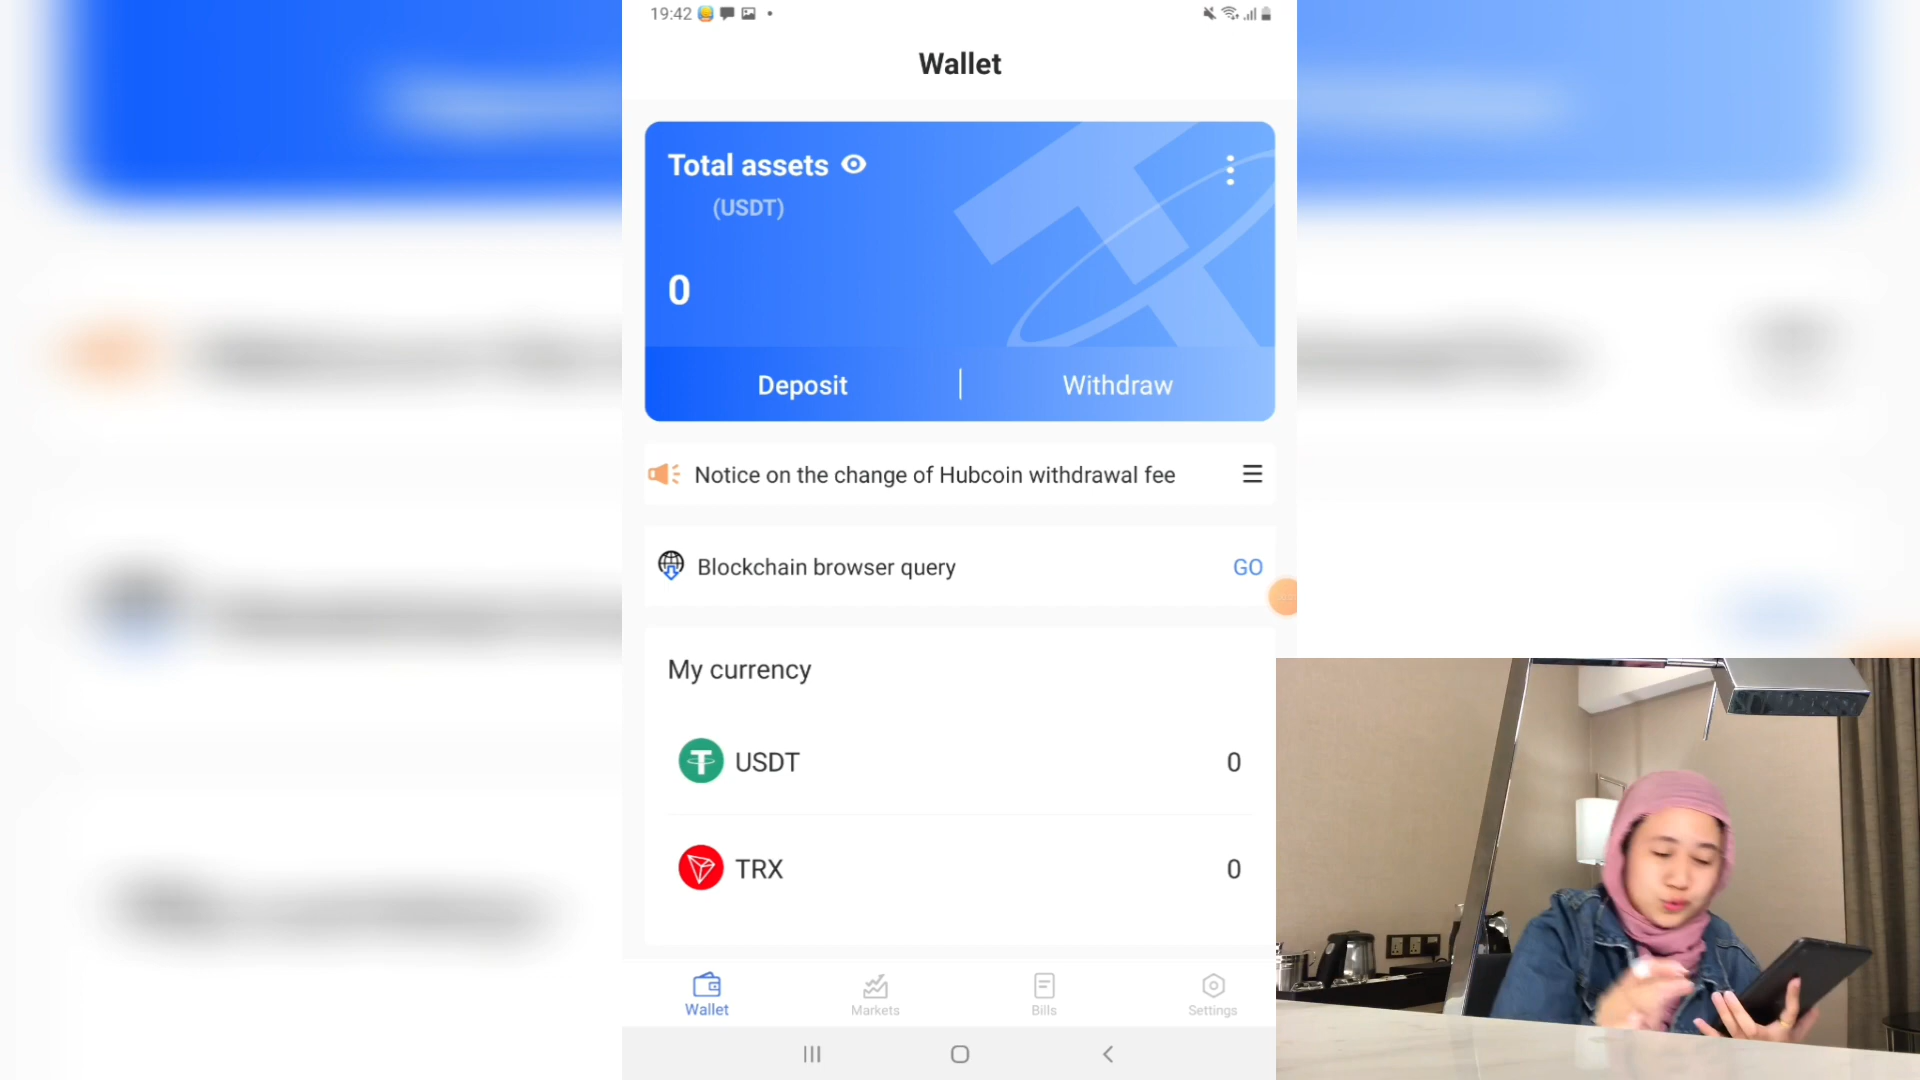 19:42
Wallet
Total assets
(USDT)
0
Deposit
Withdraw
Notice on the change of Hubcoin withdrawal fee
Blockchain browser query
GO
My currency
USDT
0
TRX
0
Wallet
Markets
Bills
Settings